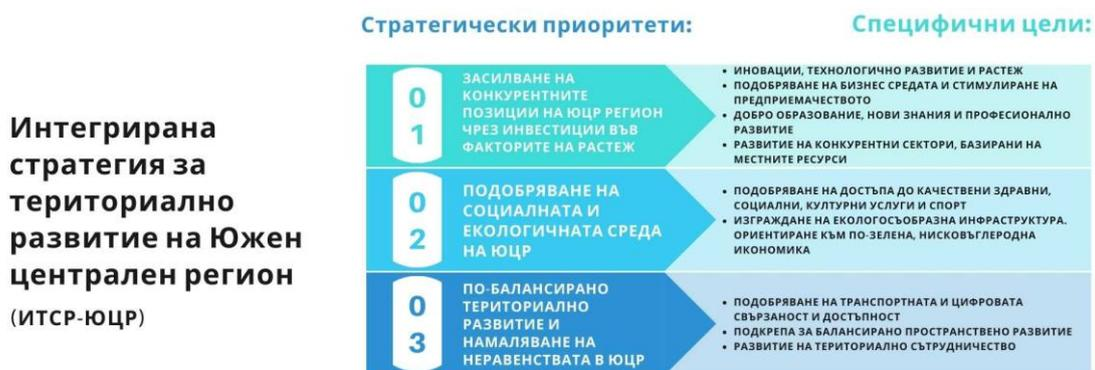 Стратегически приоритети:
Специфични цели:
Интегрирана
стратегия за
териториално
развитие на Южен
централен регион
(ИТСР-ЮЦР)
0
1
ЗАСИЛВАНЕ НА
КОНКУРЕНТНИТЕ
ПОЗИЦИИ НА ЮЦР РЕГИОН
ЧРЕЗ ИНВЕСТИЦИИ ВЪВ
ФАКТОРИТЕ НА РАСТЕЖ
• ИНОВАЦИИ, ТЕХНОЛОГИЧНО РАЗВИТИЕ И РАСТЕЖ
• ПОДОБРЯВАНЕ НА БИЗНЕС СРЕДАТА И СТИМУЛИРАНЕ НА
ПРЕДПРИЕМАЧЕСТВОТО
• ДОБРО ОБРАЗОВАНИЕ, НОВИ ЗНАНИЯ И ПРОФЕСИОНАЛНО
РАЗВИТИЕ
• РАЗВИТИЕ НА КОНКУРЕНТНИ СЕКТОРИ, БАЗИРАНИ НА
МЕСТНИТЕ РЕСУРСИ
0
2
ПОДОБРЯВАНЕ НА
СОЦИАЛНАТА И
ЕКОЛОГИЧНАТА СРЕДА
НА ЮЦР
• ПОДОБРЯВАНЕ НА ДОСТЪПА ДО КАЧЕСТВЕНИ ЗДРАВНИ,
СОЦИАЛНИ, КУЛТУРНИ УСЛУГИ И СПОРТ
• ИЗГРАЖДАНЕ НА ЕКОЛОГОСЪОБРАЗНА ИНФРАСТРУКТУРА.
ОРИЕНТИРАНЕ КЪМ ПО-ЗЕЛЕНА, НИСКОВЪГЛЕРОДНА
ИКОНОМИКА
0
3
ПО-БАЛАНСИРАНО
ТЕРИТОРИАЛНО
РАЗВИТИЕ И
НАМАЛЯВАНЕ НА
НЕРАВЕНСТВАТА В ЮЦР
• ПОДОБРЯВАНЕ НА ТРАНСПОРТНАТА И ЦИФРОВАТА
СВЪРЗАНОСТ И ДОСТЪПНОСТ
• ПОДКРЕПА ЗА БАЛАНСИРАНО ПРОСТРАНСТВЕНО РАЗВИТИЕ
• РАЗВИТИЕ НА ТЕРИТОРИАЛНО СЪТРУДНИЧЕСТВО